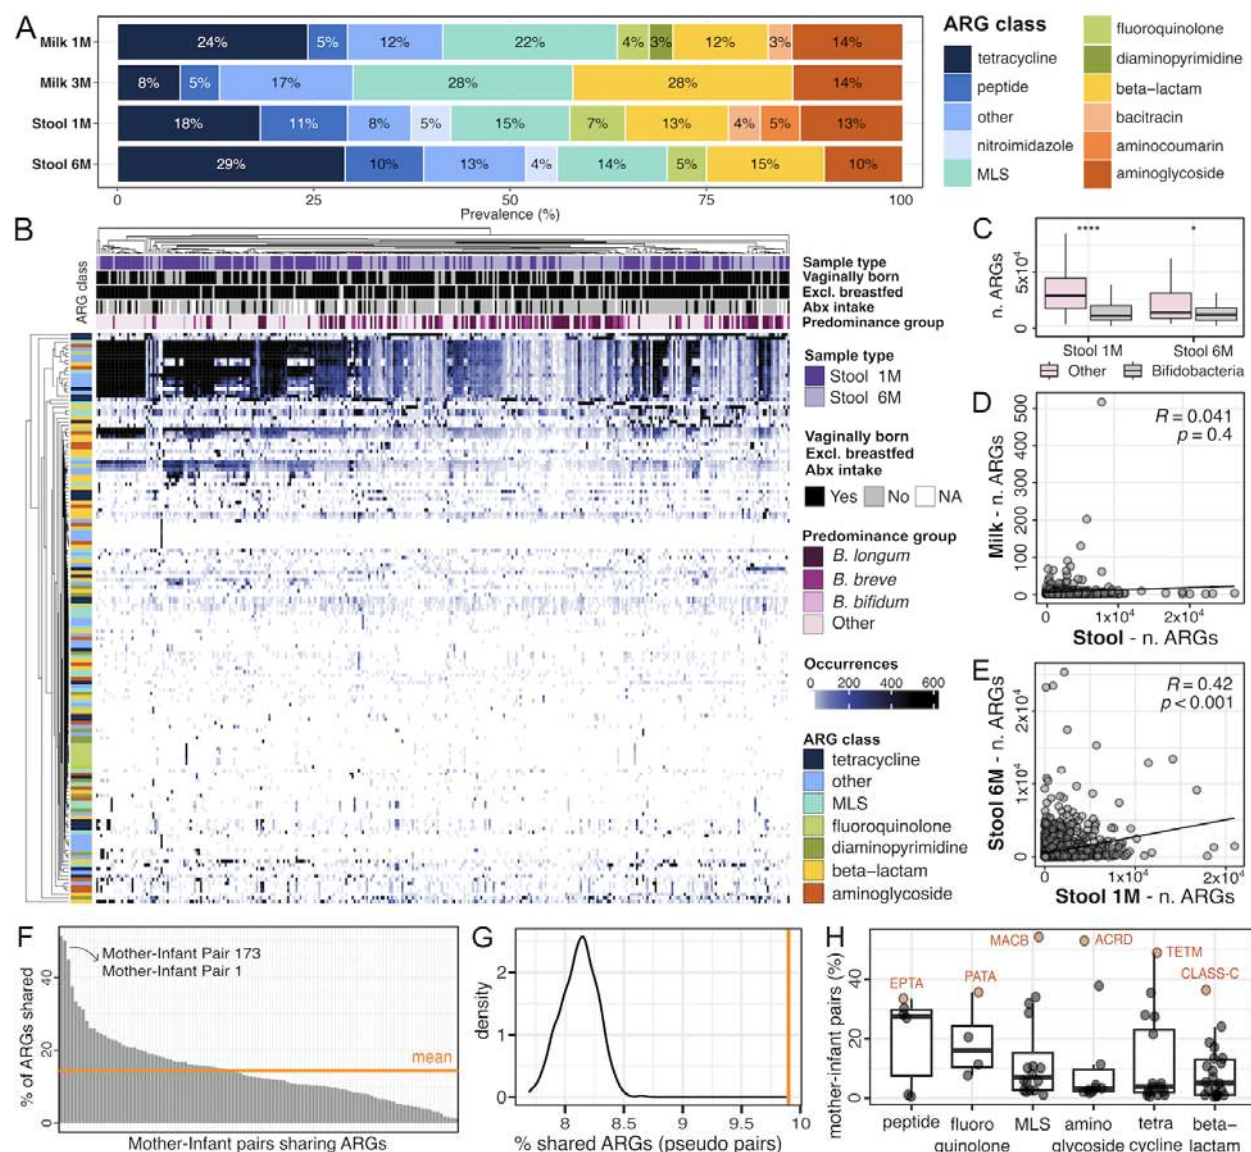 A
Milk 1M
24%
5%
12%
22%
4%
3%
12%
3%
14%
Milk 3M
8%
5%
17%
28%
28%
14%
Stool 1M
18%
11%
8%
5%
15%
7%
13%
4%
5%
13%
Stool 6M
29%
10%
13%
4%
14%
5%
15%
10%
0
25
50
75
100
Prevalence (%)
ARG class
tetracycline
peptide
other
nitroimidazole
MLS
fluoroquinolone
diaminopyrimidine
beta-lactam
bacitracin
aminocoumarin
aminoglycoside
B
ARG class
Sample type
Vaginally born
Excl. breastfed
Abx intake
Predominance group
Sample type
Stool 1M
Stool 6M
Vaginally born
Excl. breastfed
Abx intake
Yes
No
NA
Predominance group
B. longum
B. breve
B. bifidum
Other
Occurrences
0 200 400 600
ARG class
tetracycline
other
MLS
fluoroquinolone
diaminopyrimidine
beta-lactam
aminoglycoside
C
n. ARGs
5x10⁴
0
****
*
Stool 1M
Stool 6M
Other
Bifidobacteria
D
Milk - n. ARGs
500
400
300
200
100
0
R = 0.041
p = 0.4
0
1x10⁴
2x10⁴
Stool - n. ARGs
E
Stool 6M - n. ARGs
2x10⁴
1x10⁴
0
R = 0.42
p < 0.001
0
1x10⁴
2x10⁴
Stool 1M - n. ARGs
F
% of ARGs shared
40
20
0
Mother-Infant Pair 173
Mother-Infant Pair 1
mean
Mother-Infant pairs sharing ARGs
G
density
2
1
0
8
8.5
9
9.5
10
% shared ARGs (pseudo pairs)
H
mother-infant pairs (%)
40
20
0
EPTA
PATA
MACB
ACRD
TETM
CLASS-C
peptide
fluoro
quinolone
MLS
amino
glycoside
tetra
cycline
beta-
lactam